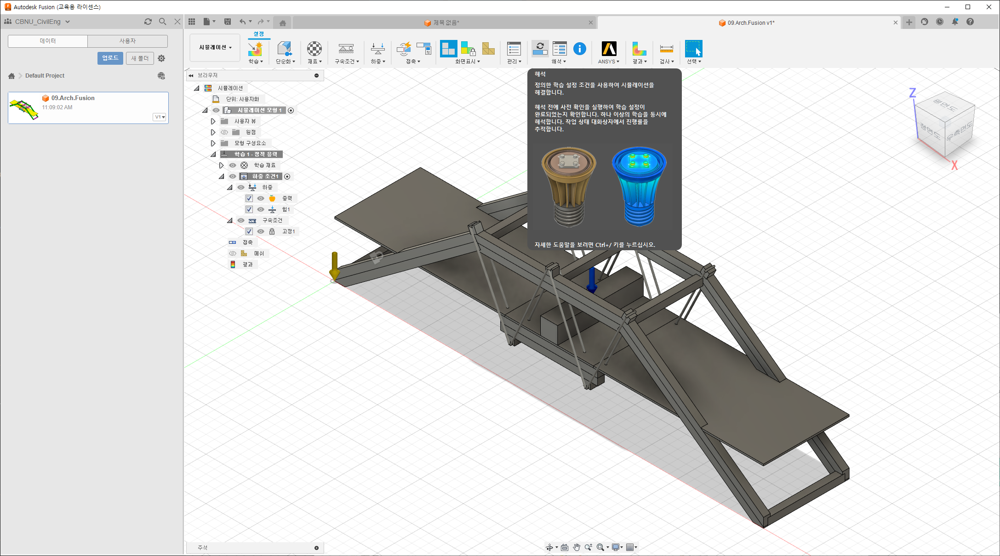 Autodesk Fusion (교육용 라이센스)
CBNU_CivilEng
제목 없음*
09.Arch.Fusion v1*
데이터
사용자
업로드
새 폴더
Default Project
09.Arch.Fusion
11:09:02 AM
V1
시뮬레이션
설정
학습
단순화
재료
구속조건
하중
접촉
화면표시
관리
해석
ANSYS
결과
검사
선택
브라우저
시뮬레이션
단위: 사용자화
시뮬레이션 모형 1
사용자 뷰
원점
모형 구성요소
학습 1 - 정적 응력
학습 재료
하중 조건1
하중
중력
힘1
구속조건
고정1
접촉
메쉬
결과
해석
정의한 학습 설정 조건을 사용하여 시뮬레이션을
해결합니다.
해석 전에 사전 확인을 실행하여 학습 설정이
완료되었는지 확인합니다. 하나 이상의 학습을 동시에
해석합니다. 작업 상태 대화상자에서 진행률을
추적합니다.
자세한 도움말을 보려면 Ctrl+/ 키를 누르십시오.
Z
평면도
정면도
우측면도
X
주석